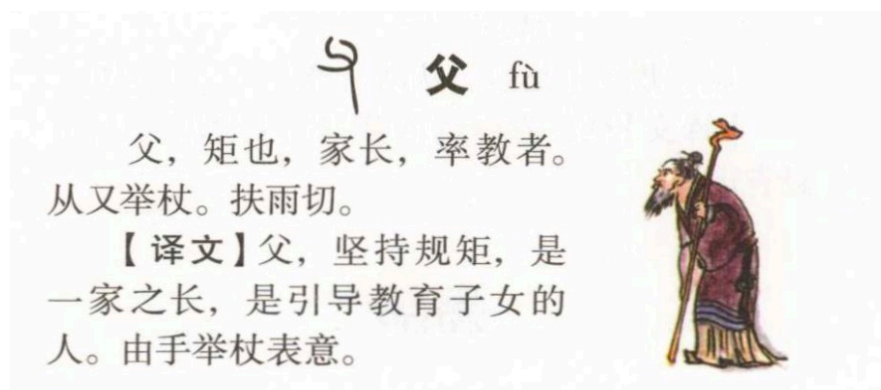 父 fù
父，矩也，家长，率教者。
从又举杖。扶雨切。
【译文】父，坚持规矩，是
一家之长，是引导教育子女的
人。由手举杖表意。